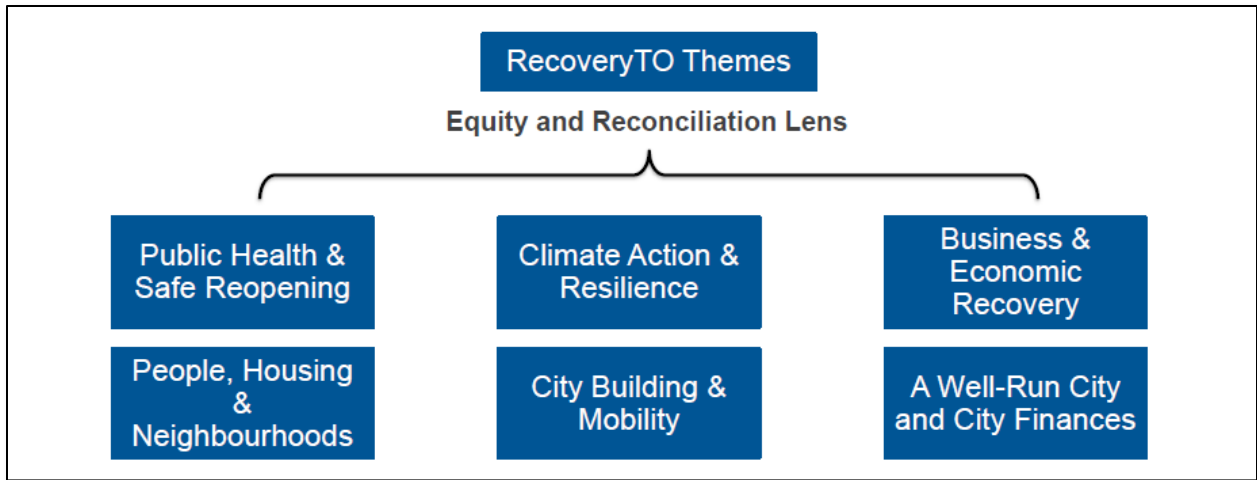 RecoveryTO Themes
Equity and Reconciliation Lens
Public Health &
Safe Reopening
Climate Action &
Resilience
Business &
Economic
Recovery
People, Housing
&
Neighbourhoods
City Building &
Mobility
A Well-Run City
and City Finances